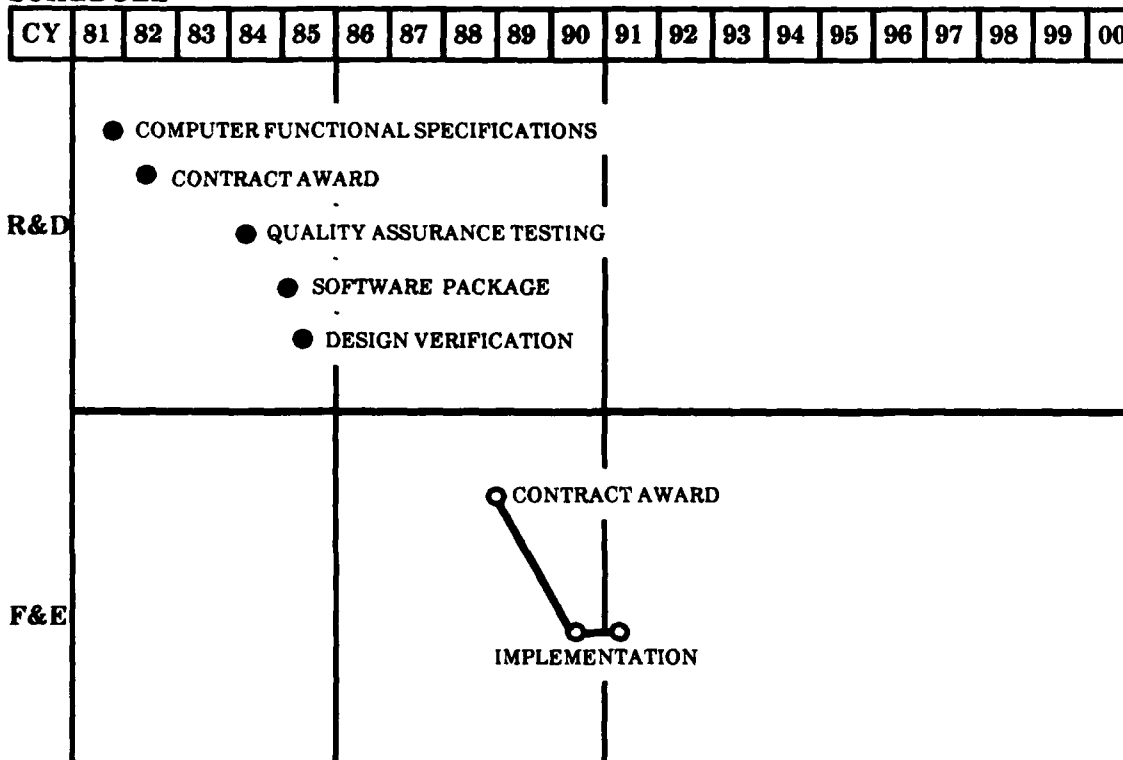 CY 81 82 83 84 85 86 87 88 89 90 91 92 93 94 95 96 97 98 99 00
COMPUTER FUNCTIONAL SPECIFICATIONS
CONTRACT AWARD
R&D
QUALITY ASSURANCE TESTING
SOFTWARE PACKAGE
DESIGN VERIFICATION
CONTRACT AWARD
F&E
IMPLEMENTATION